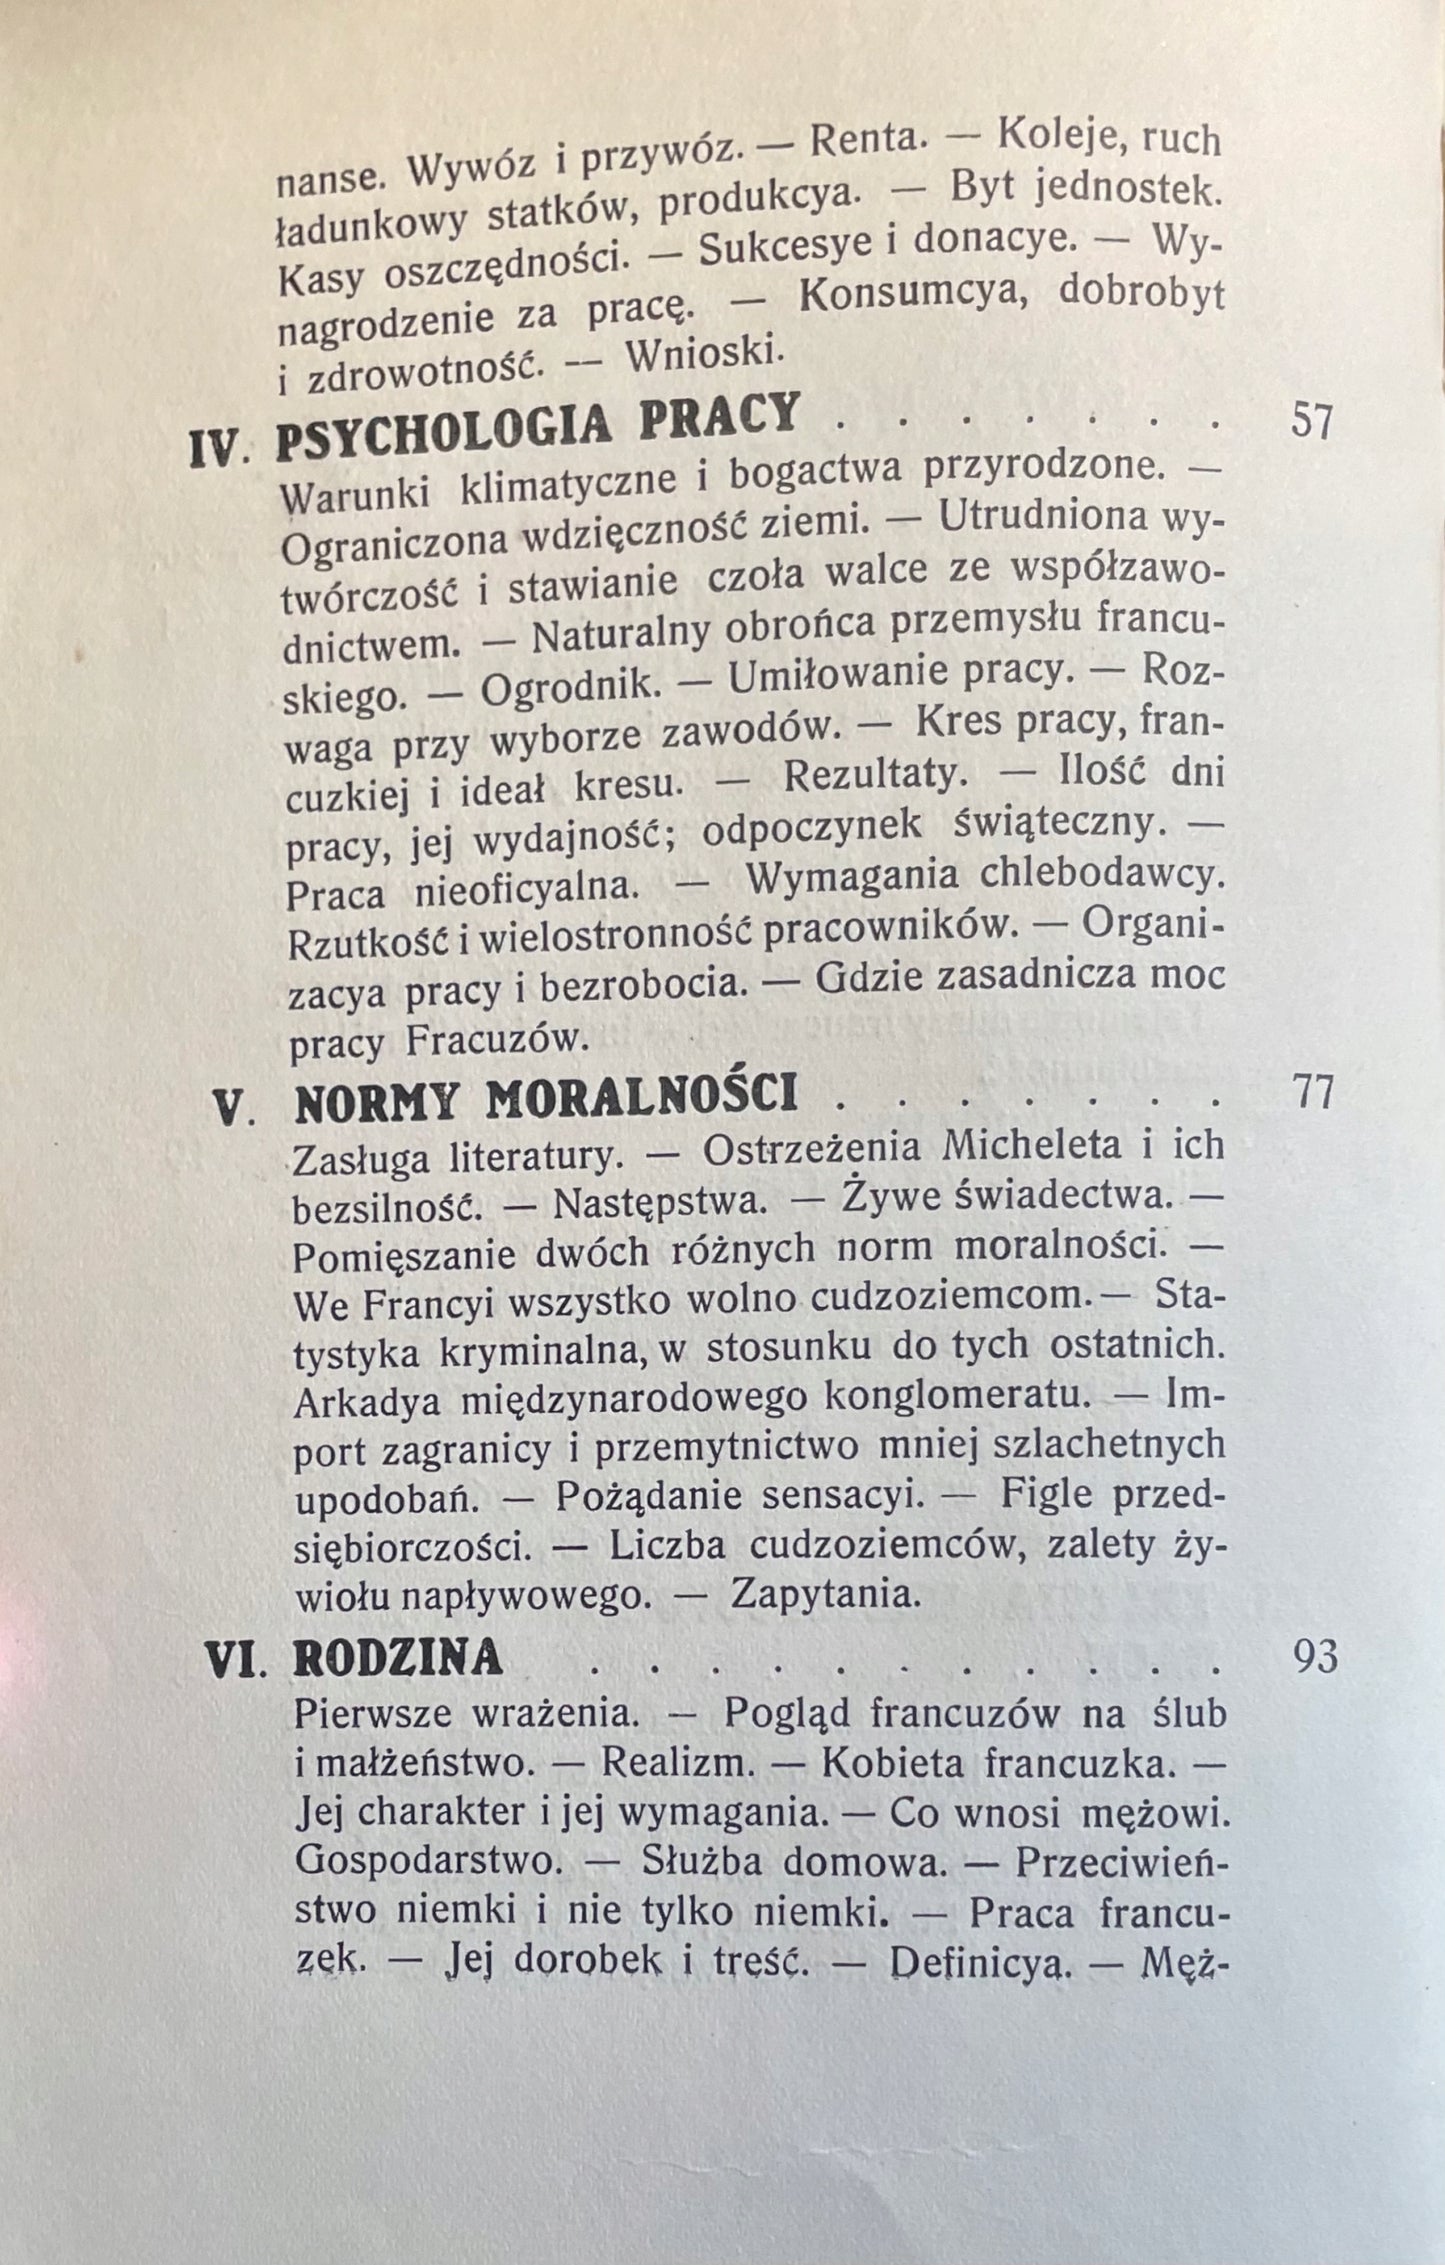 nanse. Wywóz i przywóz. — Renta. — Koleje, ruch
ładunkowy statków, produkcya. — Byt jednostek.
Kasy oszczędności. — Sukcesye i donacye. — Wy-
nagrodzenie za pracę. — Konsumcya, dobrobyt
i zdrowotność. — Wnioski.
IV. PSYCHOLOGIA PRACY . . . . . . . 57
Warunki klimatyczne i bogactwa przyrodzone. —
Ograniczona wdzięczność ziemi. — Utrudniona wy-
twórczość i stawianie czoła walce ze współzawo-
dnictwem. — Naturalny obrońca przemysłu francu-
skiego. — Ogrodnik. — Umiłowanie pracy. — Roz-
waga przy wyborze zawodów. — Kres pracy, fran-
cuzkiej i ideał kresu. — Rezultaty. — Ilość dni
pracy, jej wydajność; odpoczynek świąteczny. —
Praca nieoficyalna. — Wymagania chlebodawcy.
Rzutkość i wielostronność pracowników. — Organi-
zacya pracy i bezrobocia. — Gdzie zasadnicza moc
pracy Fracuzów.
V. NORMY MORALNOŚCI . . . . . . . 77
Zasługa literatury. — Ostrzeżenia Micheleta i ich
bezsilność. — Następstwa. — Żywe świadectwa. —
Pomięszanie dwóch różnych norm moralności. —
We Francyi wszystko wolno cudzoziemcom. — Sta-
tystyka kryminalna, w stosunku do tych ostatnich.
Arkadya międzynarodowego konglomeratu. — Im-
port zagranicy i przemytnictwo mniej szlachetnych
upodobań. — Pożądanie sensacyi. — Figle przed-
siębiorczości. — Liczba cudzoziemców, zalety ży-
wiołu napływowego. — Zapytania.
VI. RODZINA . . . . . . . . . . . 93
Pierwsze wrażenia. — Pogląd francuzów na ślub
i małżeństwo. — Realizm. — Kobieta francuzka. —
Jej charakter i jej wymagania. — Co wnosi mężowi.
Gospodarstwo. — Służba domowa. — Przeciwień-
stwo niemki i nie tylko niemki. — Praca francu-
zek. — Jej dorobek i treść. — Definicya. — Męż-